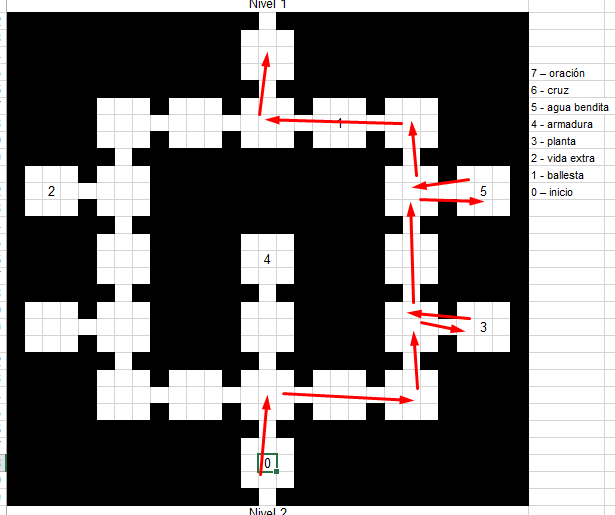 Nivel 1
7 – oración
6 - cruz
5 - agua bendita
4 - armadura
3 - planta
2 - vida extra
1 - ballesta
0 – inicio
1
2
5
4
3
0
Nivel 2